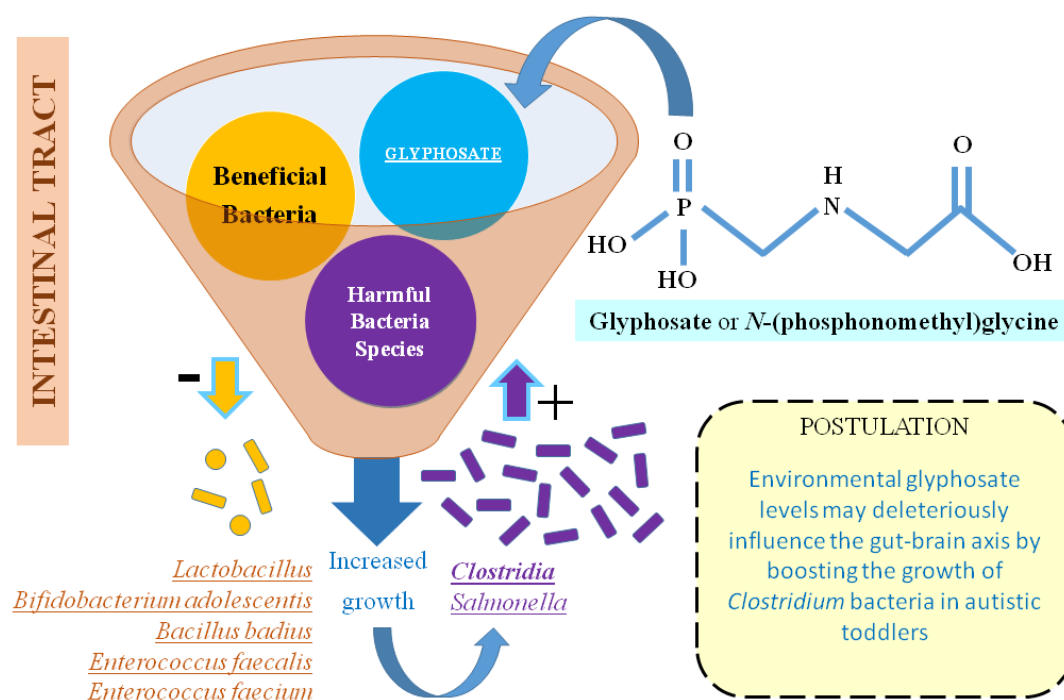 INTESTINAL TRACT
Beneficial
Bacteria
GLYPHOSATE
Harmful
Bacteria
Species
O
P
HO
HO
H
N
O
OH
Glyphosate or N-(phosphonomethyl)glycine
-
+
Lactobacillus
Bifidobacterium adolescentis
Bacillus badius
Enterococcus faecalis
Enterococcus faecium
Increased
growth
Clostridia
Salmonella
POSTULATION
Environmental glyphosate
levels may deleteriously
influence the gut-brain axis by
boosting the growth of
Clostridium bacteria in autistic
toddlers